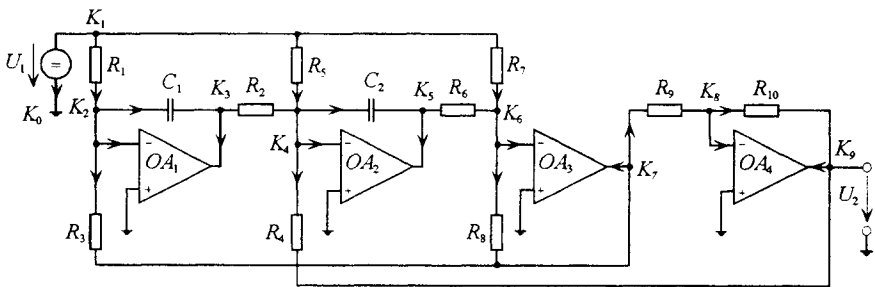 K₁
U₁
=
R₁
R₅
R₇
K₀
K₂
C₁
K₃
R₂
C₂
K₅
R₆
K₆
R₉
K₈
R₁₀
K₄
K₉
−
OA₁
+
−
OA₂
+
−
OA₃
+
K₇
−
OA₄
+
U₂
R₃
R₄
R₈